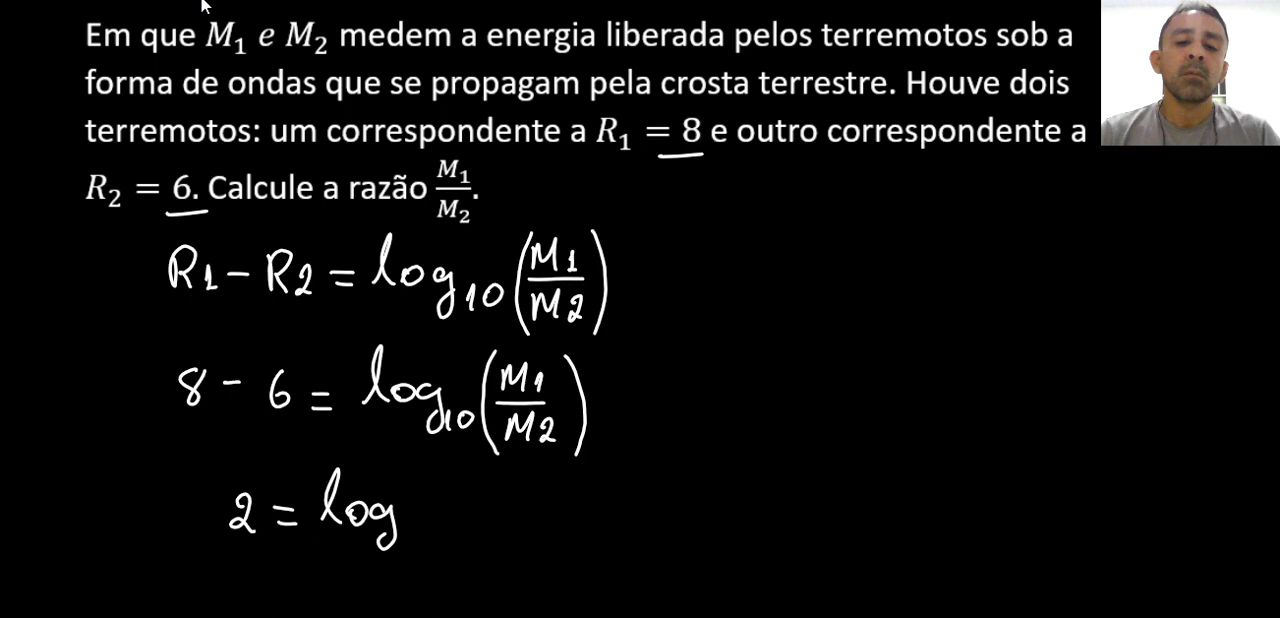 Em que M₁ e M₂ medem a energia liberada pelos terremotos sob a
forma de ondas que se propagam pela crosta terrestre. Houve dois
terremotos: um correspondente a R₁ = 8 e outro correspondente a
R₂ = 6. Calcule a razão M₁/M₂.
R₁ - R₂ = log₁₀(M₁/M₂)
8 - 6 = log₁₀(M₁/M₂)
2 = log